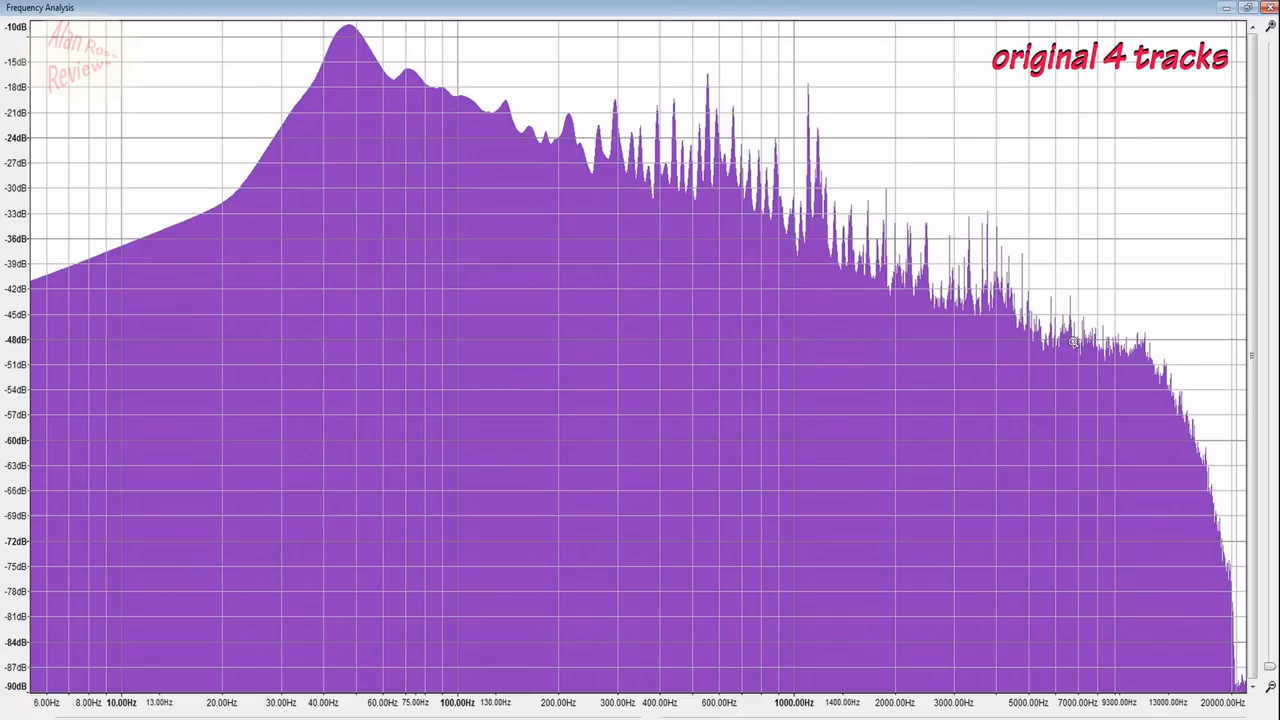 Frequency Analysis
Alan Ross
Reviews
original 4 tracks
-10dB
-15dB
-18dB
-21dB
-24dB
-27dB
-30dB
-33dB
-36dB
-39dB
-42dB
-45dB
-48dB
-51dB
-54dB
-57dB
-60dB
-63dB
-66dB
-69dB
-72dB
-75dB
-78dB
-81dB
-84dB
-87dB
-90dB
6.00Hz 8.00Hz 10.00Hz 13.00Hz 20.00Hz 30.00Hz 40.00Hz 60.00Hz 75.00Hz 100.00Hz 130.00Hz 200.00Hz 300.00Hz 400.00Hz 600.00Hz 1000.00Hz 1400.00Hz 2000.00Hz 3000.00Hz 5000.00Hz 7000.00Hz 9300.00Hz 13000.00Hz 20000.00Hz